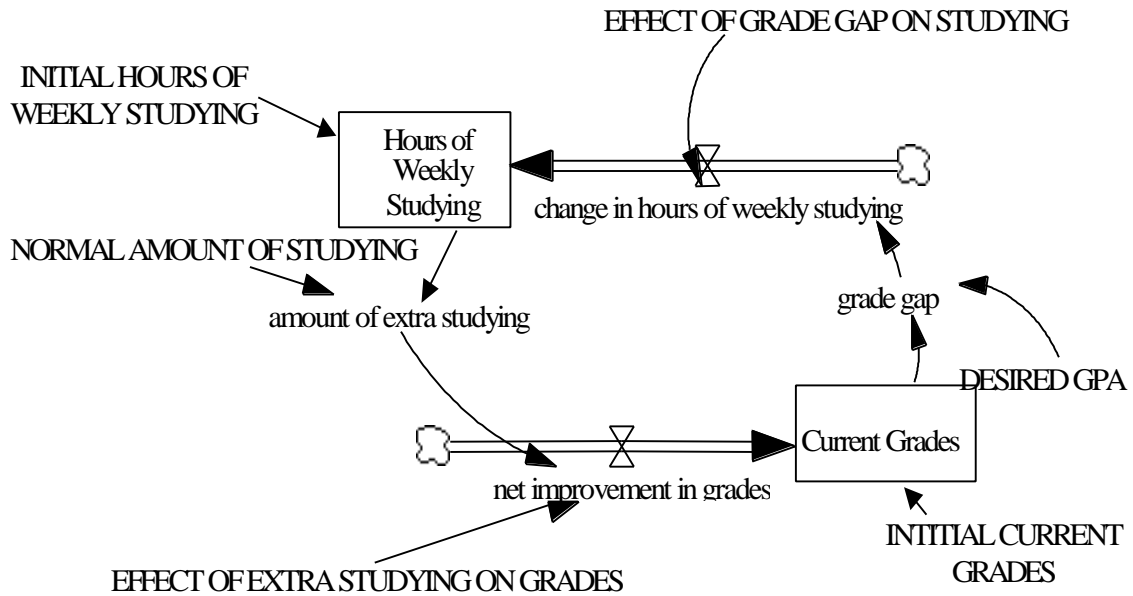 EFFECT OF GRADE GAP ON STUDYING
INITIAL HOURS OF
WEEKLY STUDYING
Hours of
Weekly
Studying
change in hours of weekly studying
NORMAL AMOUNT OF STUDYING
grade gap
amount of extra studying
DESIRED GPA
Current Grades
net improvement in grades
INTITIAL CURRENT
GRADES
EFFECT OF EXTRA STUDYING ON GRADES